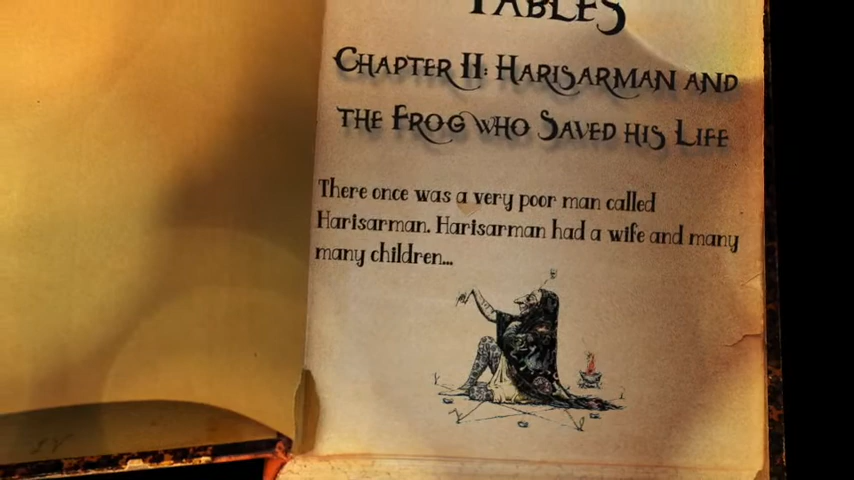 Fables
Chapter II: Harisarman and
the Frog who Saved his Life
There once was a very poor man called
Harisarman. Harisarman had a wife and many
many children...